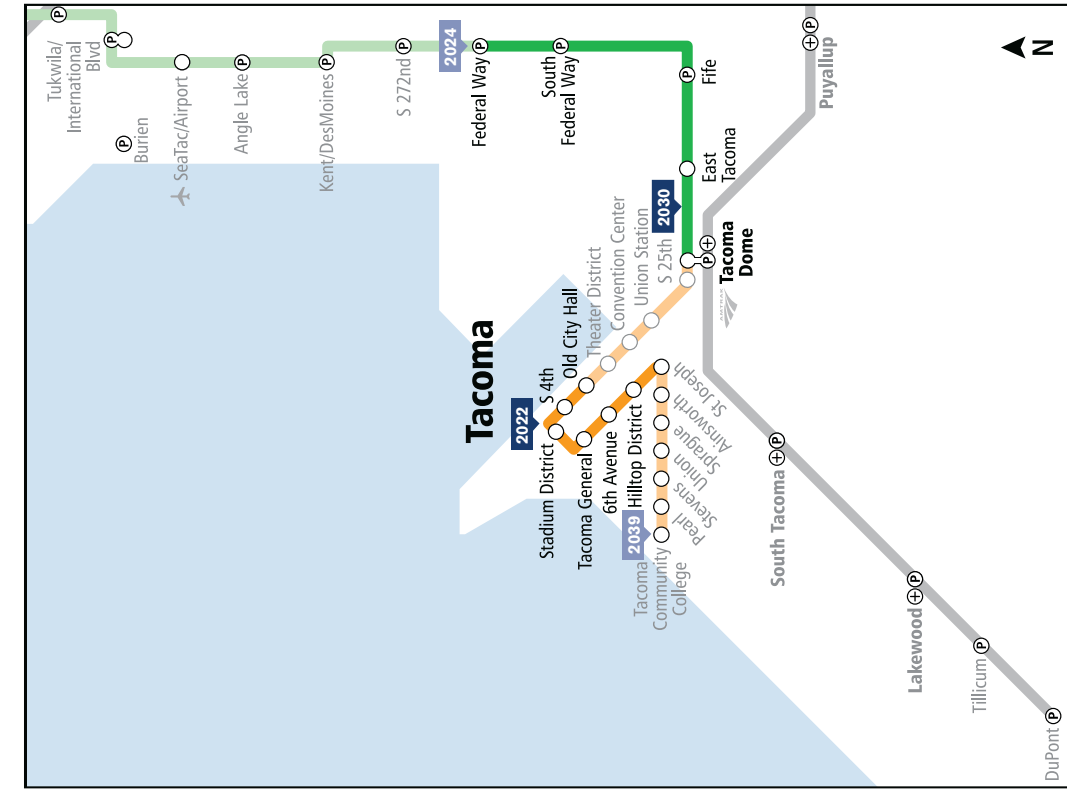 Tukwila/
International
Blvd
P
P
P
Burien
SeaTac/Airport
Angle Lake
P
Kent/DesMoines
P
S 272nd
P
2024
Federal Way
P
South
Federal Way
P
Fife
P
East
Tacoma
2030
Tacoma
Dome
P
AMTRAK
S 25th
Union Station
Convention Center
Theater District
Old City Hall
S 4th
Tacoma
2022
Stadium District
Tacoma General
6th Avenue
Hilltop District
St Joseph
Ainsworth
Sprague
Union
Stevens
Pearl
2039
Tacoma
Community
College
Puyallup
P
South Tacoma
P
Lakewood
P
Tillicum
P
DuPont
P
N